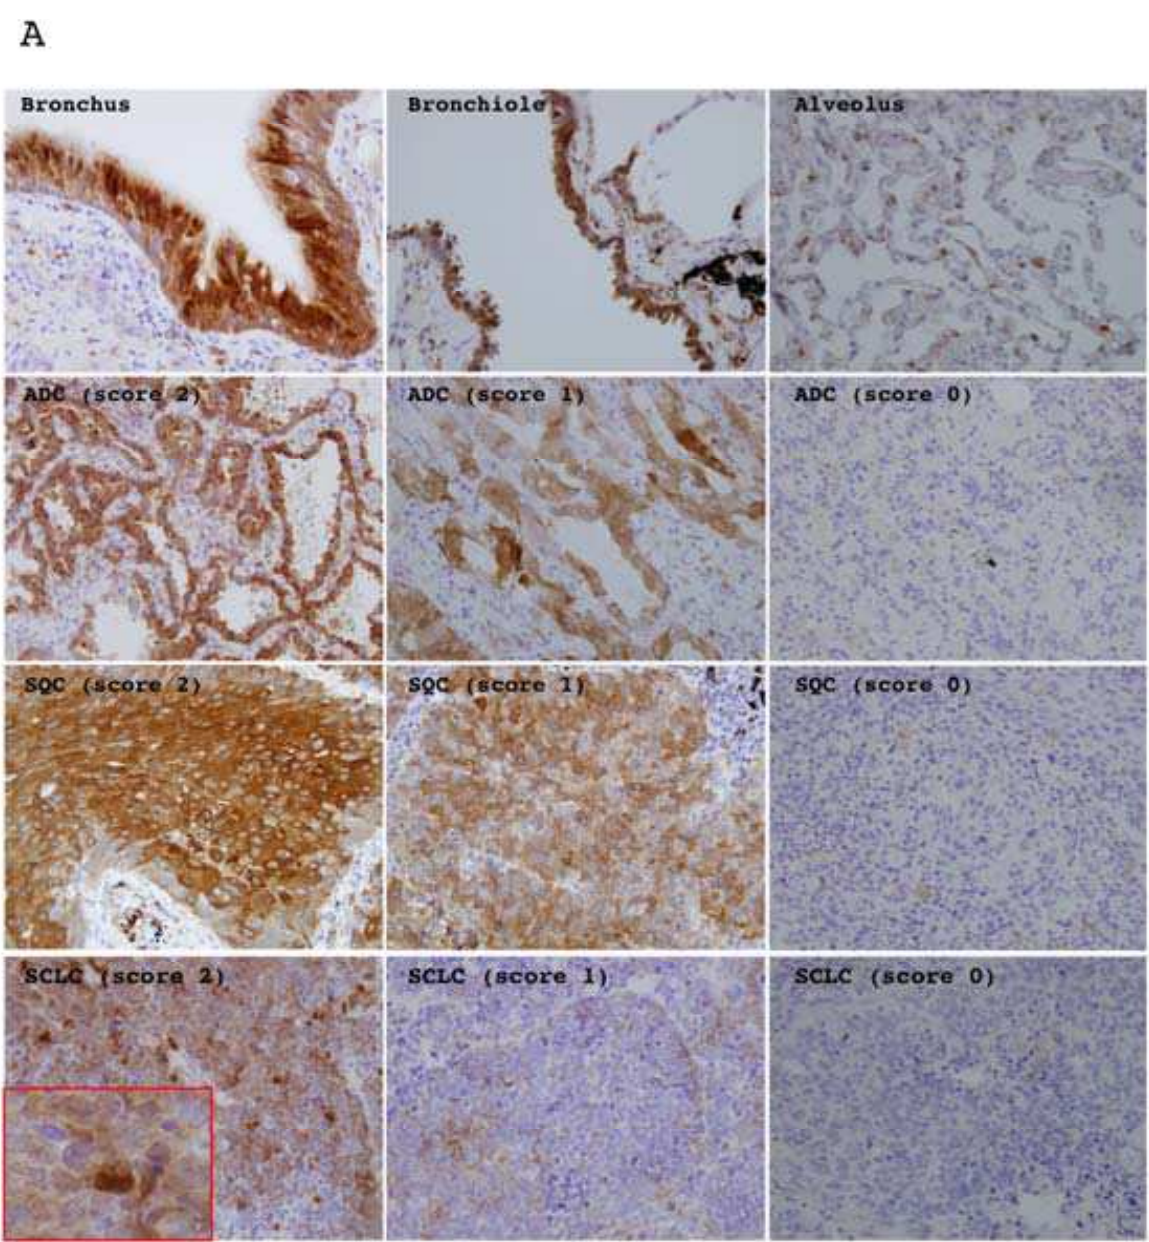 A
Bronchus
Bronchiole
Alveolus
ADC (score 2)
ADC (score 1)
ADC (score 0)
SQC (score 2)
SQC (score 1)
SQC (score 0)
SCLC (score 2)
SCLC (score 1)
SCLC (score 0)